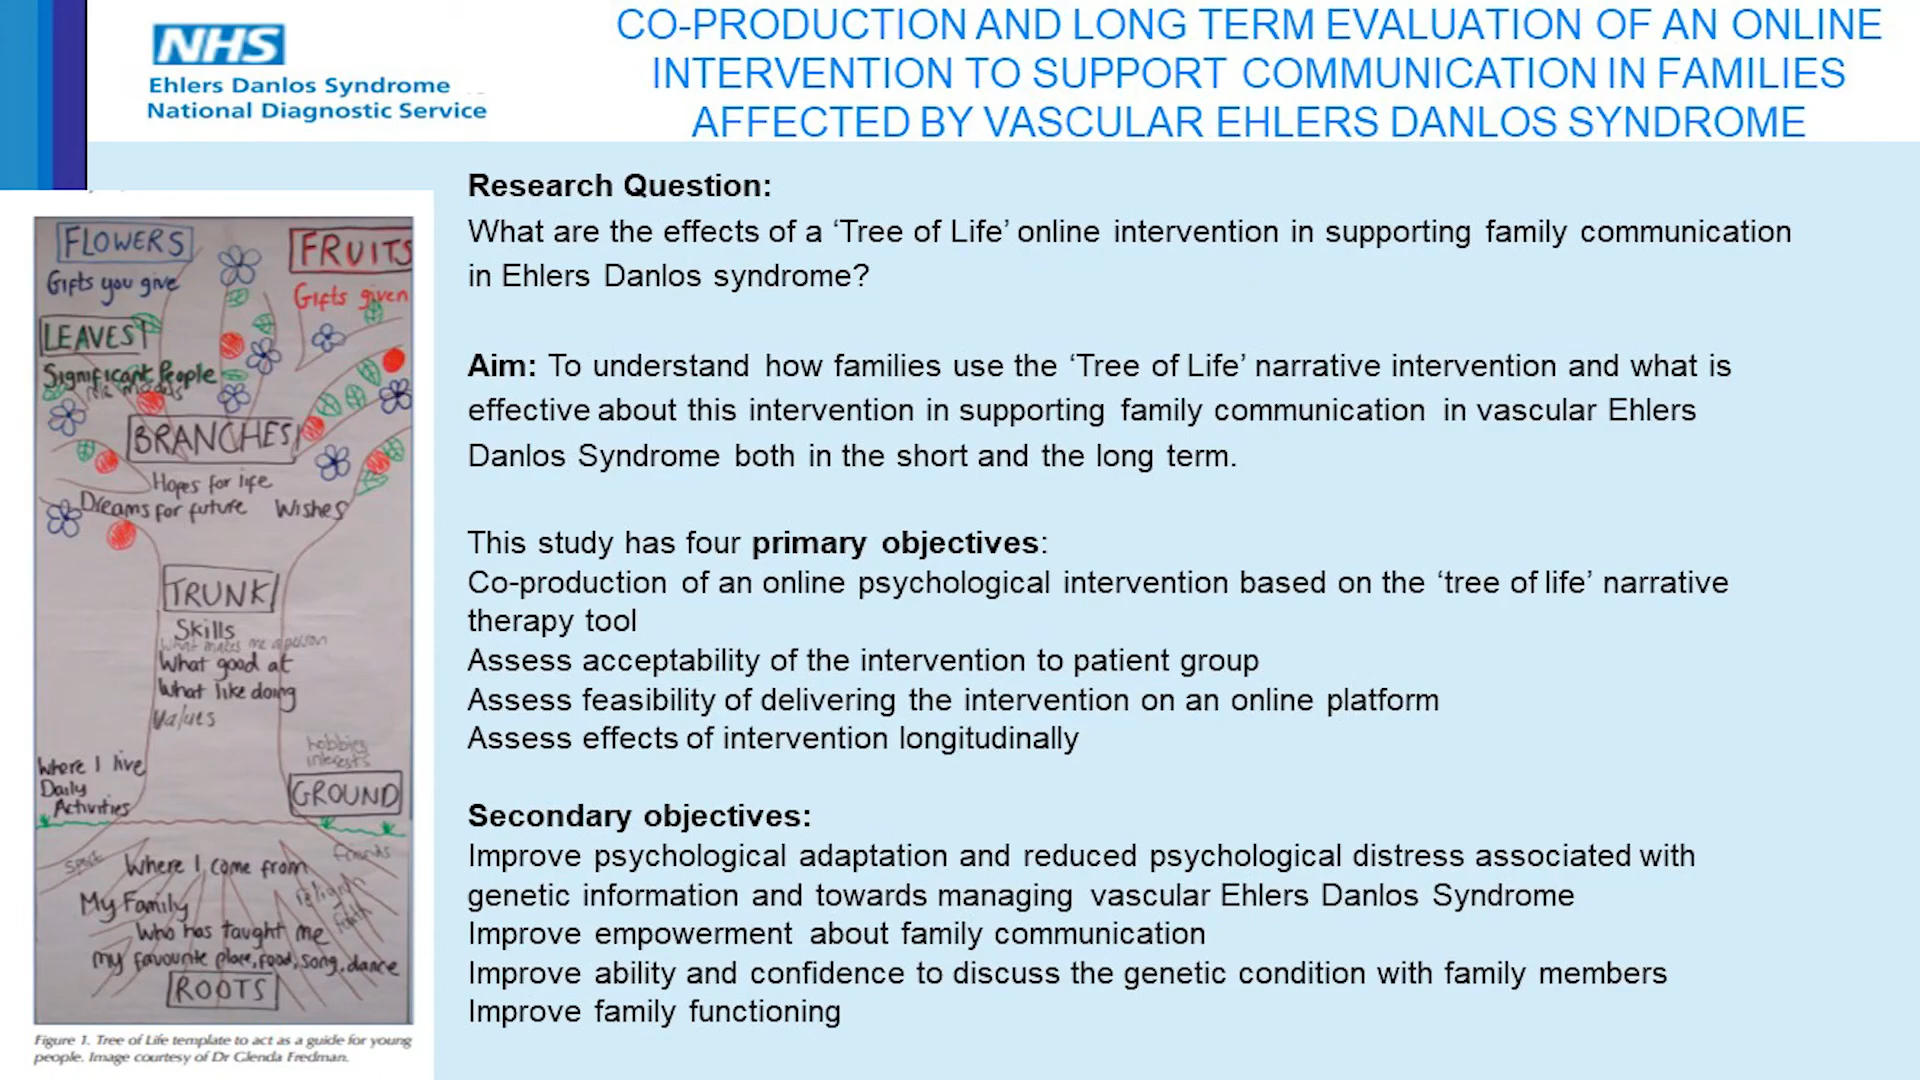 NHS
Ehlers Danlos Syndrome
National Diagnostic Service
CO-PRODUCTION AND LONG TERM EVALUATION OF AN ONLINE
INTERVENTION TO SUPPORT COMMUNICATION IN FAMILIES
AFFECTED BY VASCULAR EHLERS DANLOS SYNDROME
FLOWERS
Gifts you give
FRUITS
Gifts given
LEAVES
Significant People
BRANCHES
Hopes for life
Dreams for future Wishes
TRUNK
Skills
What makes me a person
What good at
What like doing
Values
hobbies
interests
Where I live
Daily
Activities
GROUND
friends
Where I come from
My Family
religion
faith
Who has taught me
my favourite place, food, song, dance
ROOTS
Figure 1. Tree of Life template to act as a guide for young
people. Image courtesy of Dr Glenda Fredman.
Research Question:
What are the effects of a ‘Tree of Life’ online intervention in supporting family communication
in Ehlers Danlos syndrome?
Aim: To understand how families use the ‘Tree of Life’ narrative intervention and what is
effective about this intervention in supporting family communication in vascular Ehlers
Danlos Syndrome both in the short and the long term.
This study has four primary objectives:
Co-production of an online psychological intervention based on the ‘tree of life’ narrative
therapy tool
Assess acceptability of the intervention to patient group
Assess feasibility of delivering the intervention on an online platform
Assess effects of intervention longitudinally
Secondary objectives:
Improve psychological adaptation and reduced psychological distress associated with
genetic information and towards managing vascular Ehlers Danlos Syndrome
Improve empowerment about family communication
Improve ability and confidence to discuss the genetic condition with family members
Improve family functioning